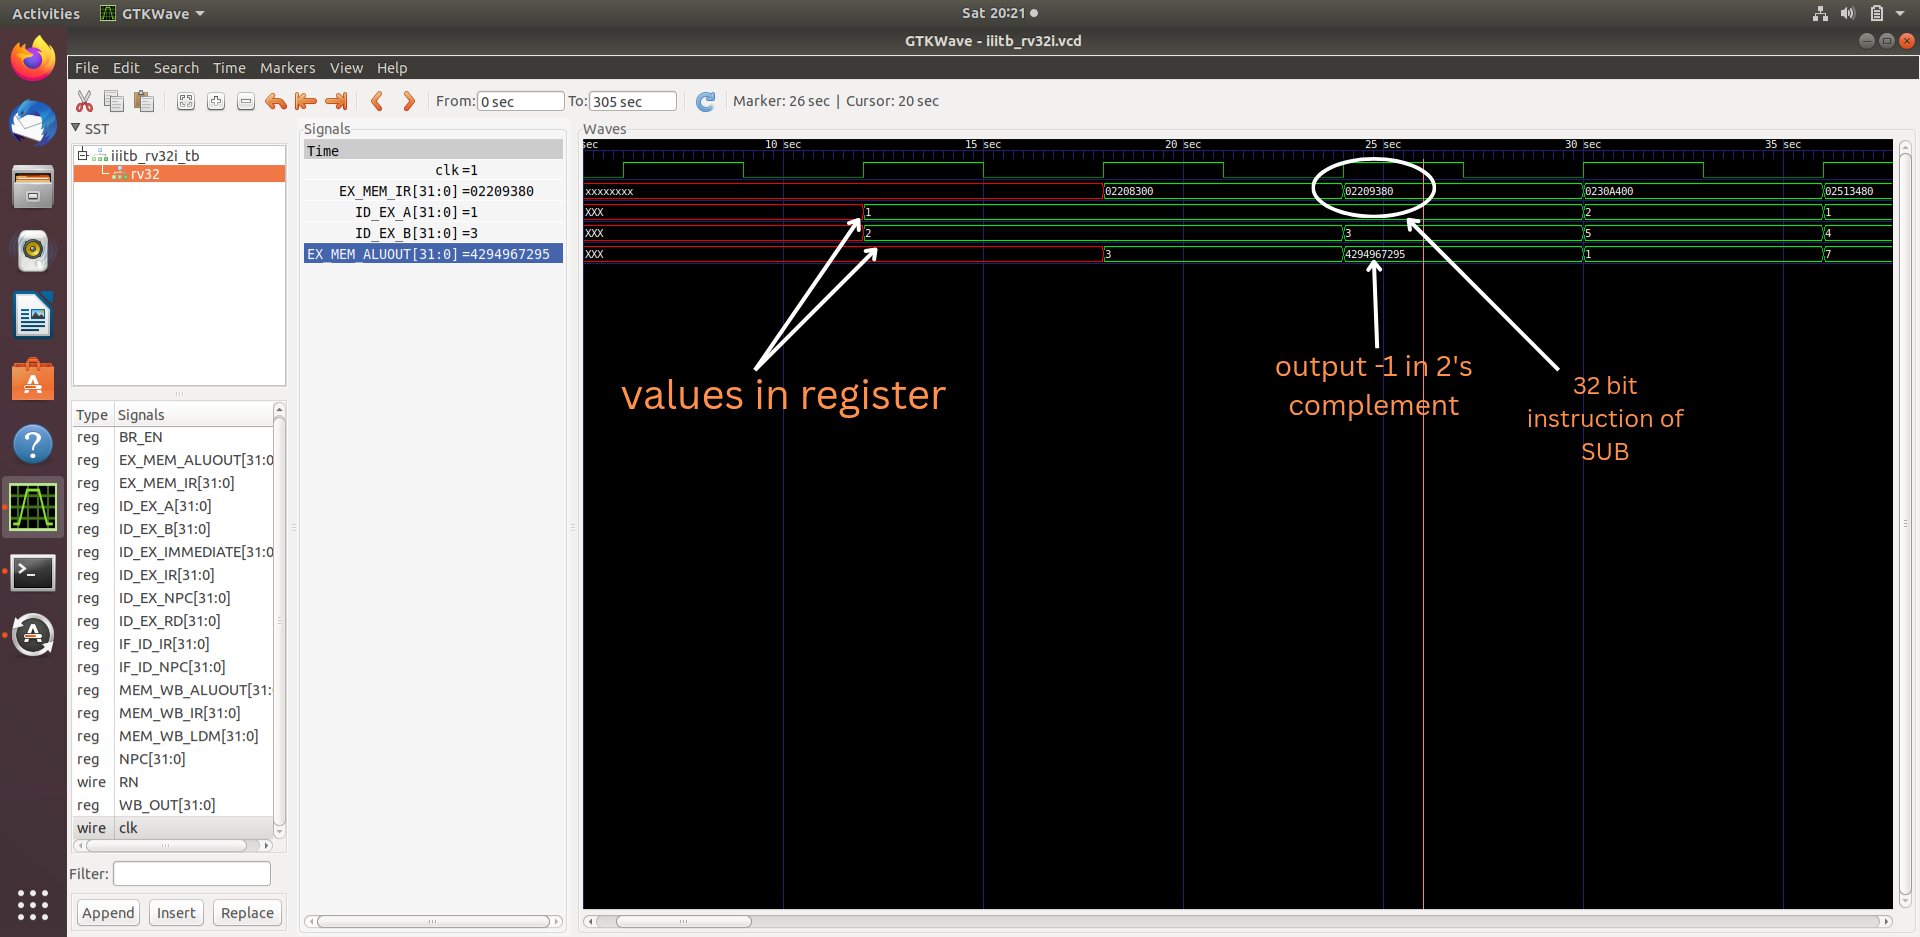 Activities GTKWave Sat 20:21
GTKWave - iiitb_rv32i.vcd
File Edit Search Time Markers View Help
From: 0 sec To: 305 sec Marker: 26 sec | Cursor: 20 sec
SST
iiitb_rv32i_tb
rv32
Type Signals
reg BR_EN
reg EX_MEM_ALUOUT[31:0
reg EX_MEM_IR[31:0]
reg ID_EX_A[31:0]
reg ID_EX_B[31:0]
reg ID_EX_IMMEDIATE[31:0
reg ID_EX_IR[31:0]
reg ID_EX_NPC[31:0]
reg ID_EX_RD[31:0]
reg IF_ID_IR[31:0]
reg IF_ID_NPC[31:0]
reg MEM_WB_ALUOUT[31:
reg MEM_WB_IR[31:0]
reg MEM_WB_LDM[31:0]
reg NPC[31:0]
wire RN
reg WB_OUT[31:0]
wire clk
Filter:
Append Insert Replace
Signals
Time
clk =1
EX_MEM_IR[31:0] =02209380
ID_EX_A[31:0] =1
ID_EX_B[31:0] =3
EX_MEM_ALUOUT[31:0] =4294967295
Waves
sec 10 sec 15 sec 20 sec 25 sec 30 sec 35 sec
xxxxxxxx 02208300 02209380 0230A400 02513480
XXX 1 2 1
XXX 2 3 5 4
XXX 3 4294967295 1 7
values in register
output -1 in 2's
complement
32 bit
instruction of
SUB